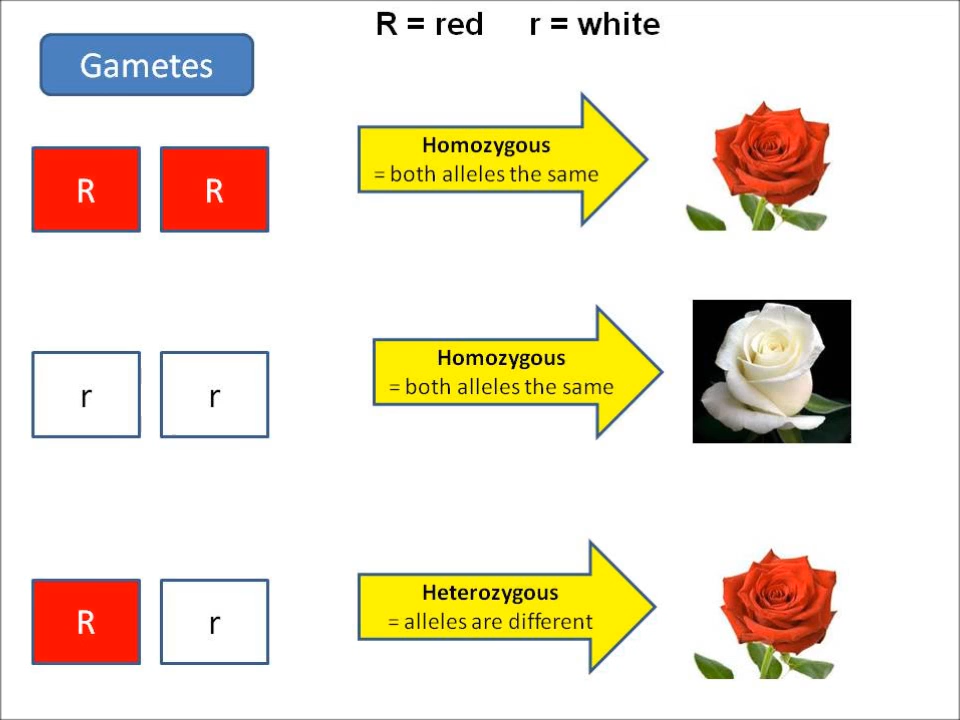 R = red r = white
Gametes
R R
Homozygous
= both alleles the same
r r
Homozygous
= both alleles the same
R r
Heterozygous
= alleles are different